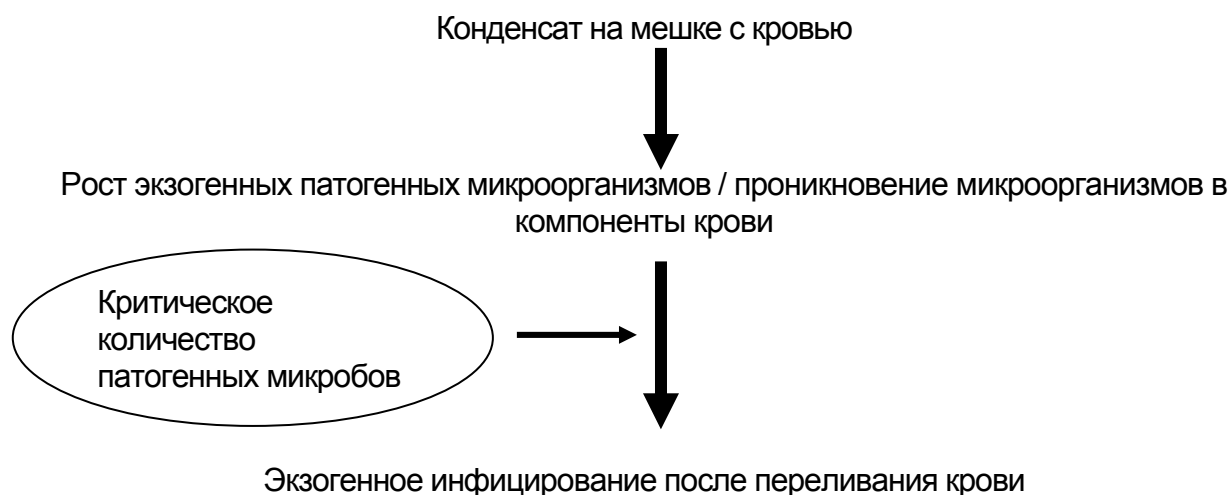 Конденсат на мешке с кровью
Рост экзогенных патогенных микроорганизмов / проникновение микроорганизмов в
компоненты крови
Критическое
количество
патогенных микробов
Экзогенное инфицирование после переливания крови